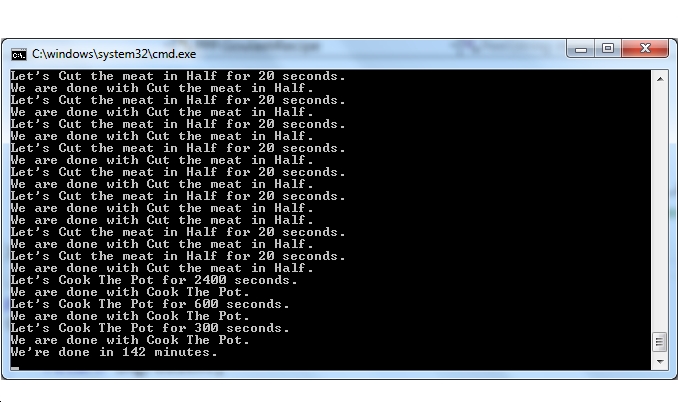 C:\windows\system32\cmd.exe
Let's Cut the meat in Half for 20 seconds.
We are done with Cut the meat in Half.
Let's Cut the meat in Half for 20 seconds.
We are done with Cut the meat in Half.
Let's Cut the meat in Half for 20 seconds.
We are done with Cut the meat in Half.
Let's Cut the meat in Half for 20 seconds.
We are done with Cut the meat in Half.
Let's Cut the meat in Half for 20 seconds.
We are done with Cut the meat in Half.
Let's Cut the meat in Half for 20 seconds.
We are done with Cut the meat in Half.
We are done with Cut the meat in Half.
Let's Cut the meat in Half for 20 seconds.
We are done with Cut the meat in Half.
Let's Cut the meat in Half for 20 seconds.
We are done with Cut the meat in Half.
Let's Cook The Pot for 2400 seconds.
We are done with Cook The Pot.
Let's Cook The Pot for 600 seconds.
We are done with Cook The Pot.
Let's Cook The Pot for 300 seconds.
We are done with Cook The Pot.
We're done in 142 minutes.